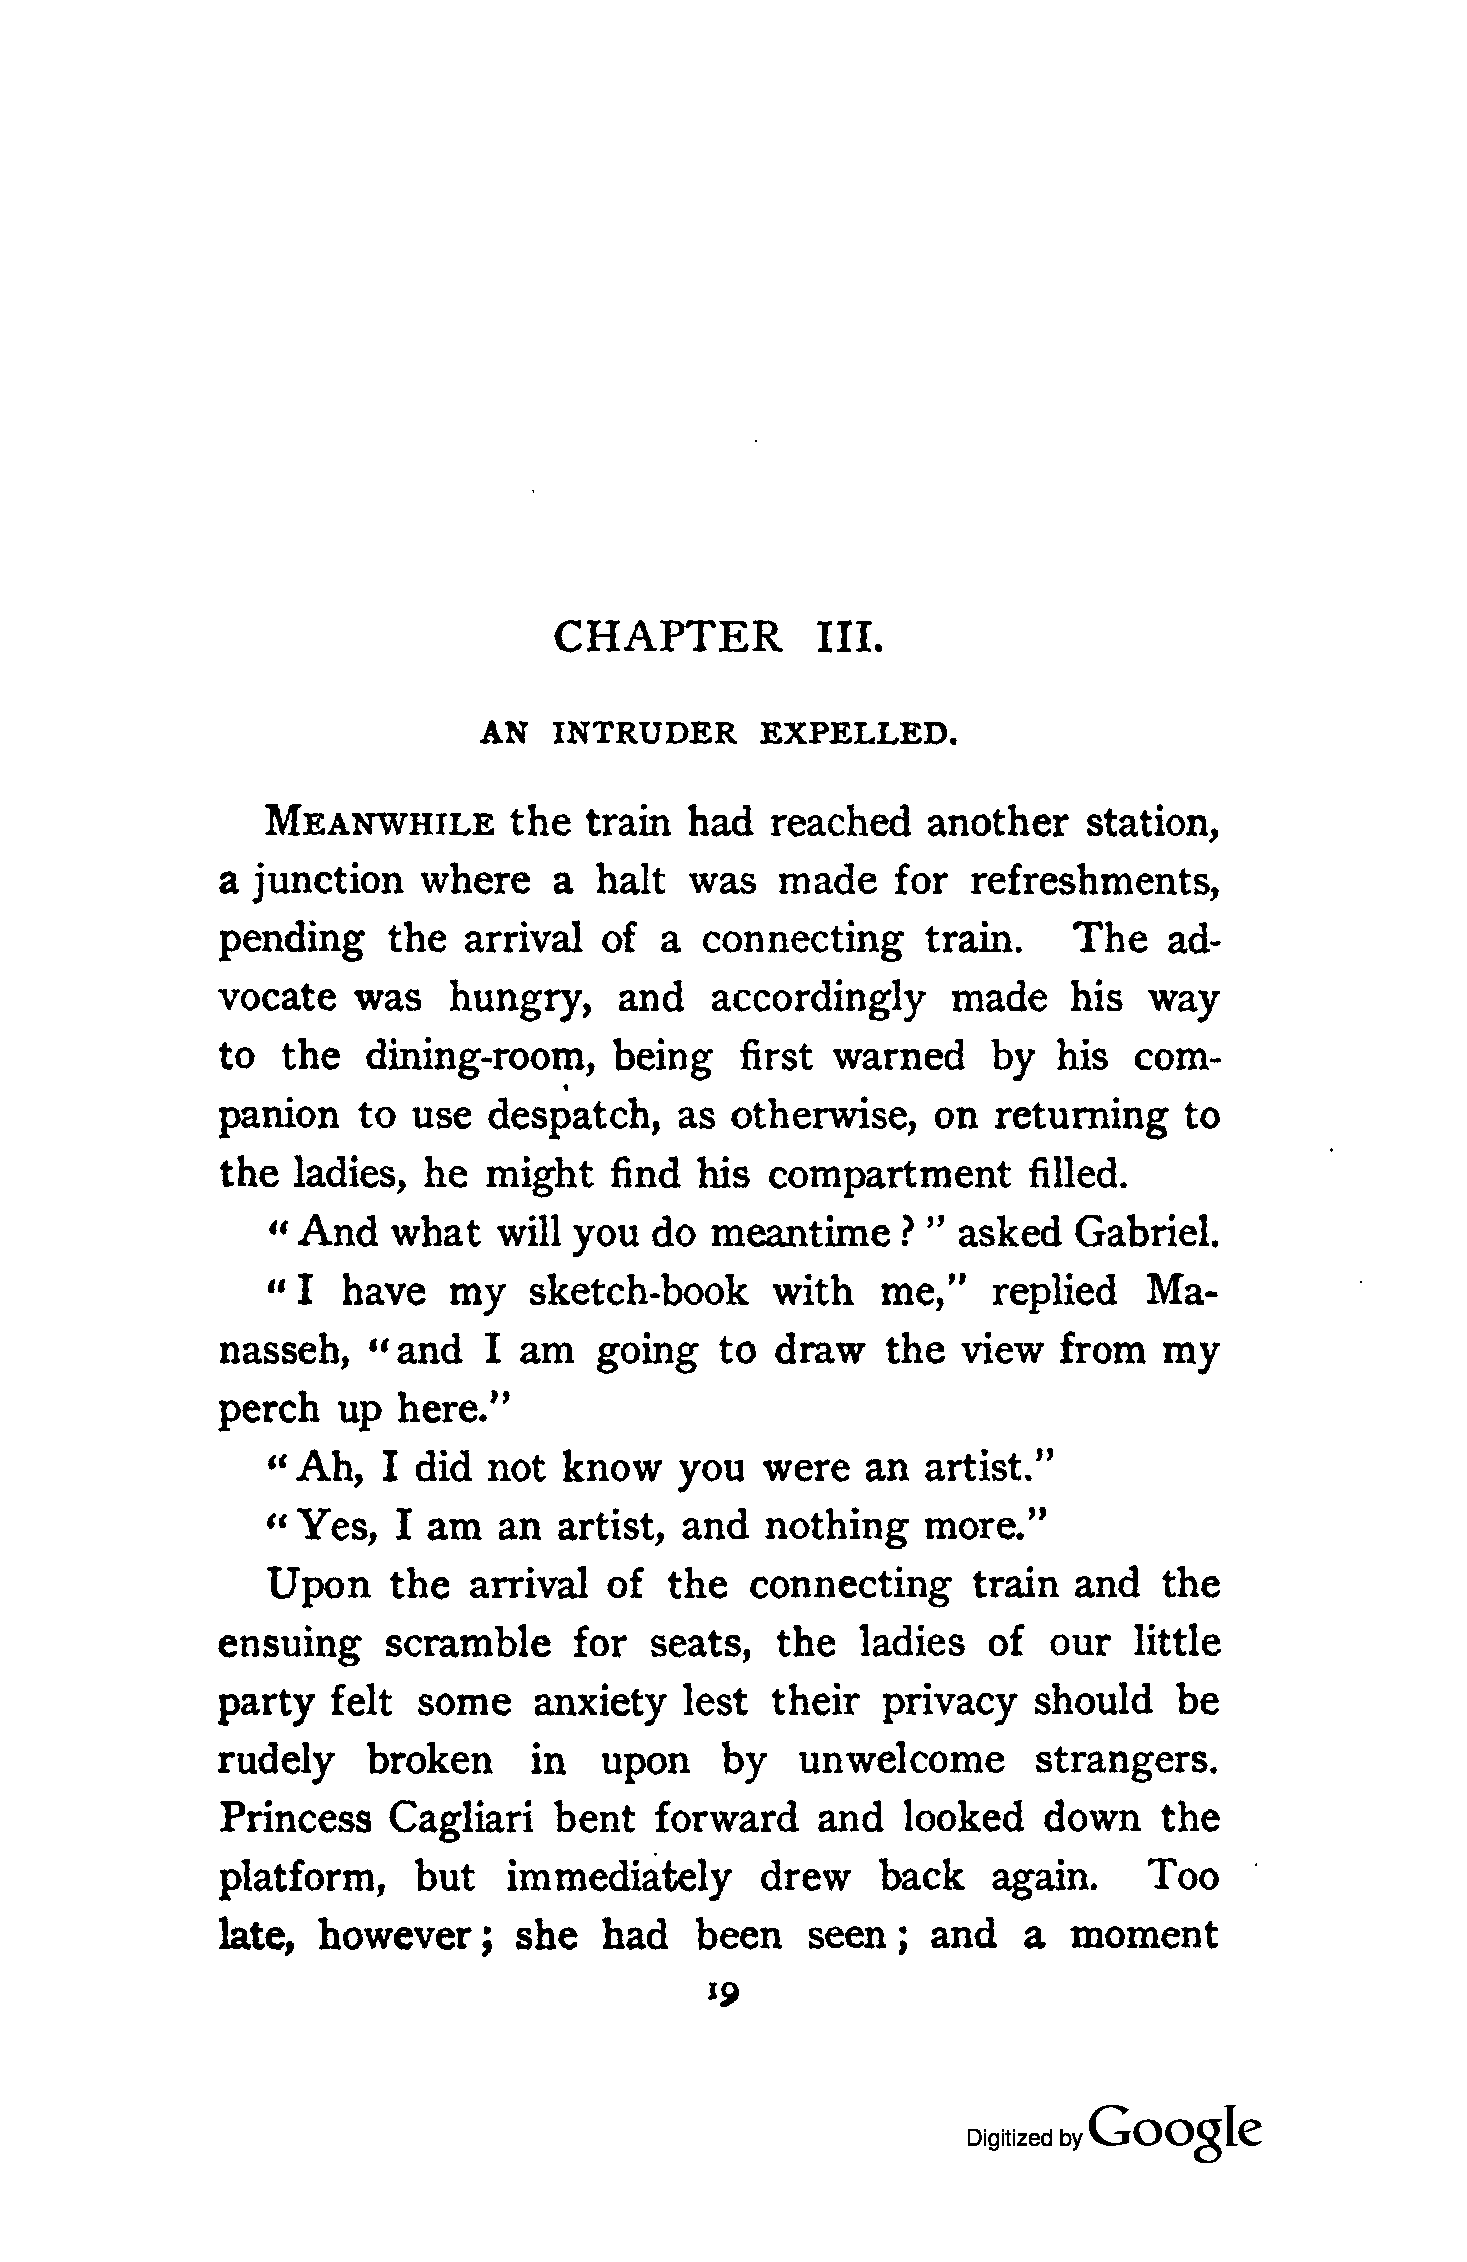 CHAPTER III.
AN INTRUDER EXPELLED.
MEANWHILE the train had reached another station,
a junction where a halt was made for refreshments,
pending the arrival of a connecting train. The ad-
vocate was hungry, and accordingly made his way
to the dining-room, being first warned by his com-
panion to use despatch, as otherwise, on returning to
the ladies, he might find his compartment filled.
"And what will you do meantime?" asked Gabriel.
"I have my sketch-book with me," replied Ma-
nasseh, "and I am going to draw the view from my
perch up here."
"Ah, I did not know you were an artist."
"Yes, I am an artist, and nothing more."
Upon the arrival of the connecting train and the
ensuing scramble for seats, the ladies of our little
party felt some anxiety lest their privacy should be
rudely broken in upon by unwelcome strangers.
Princess Cagliari bent forward and looked down the
platform, but immediately drew back again. Too
late, however; she had been seen; and a moment
19
Digitized by Google